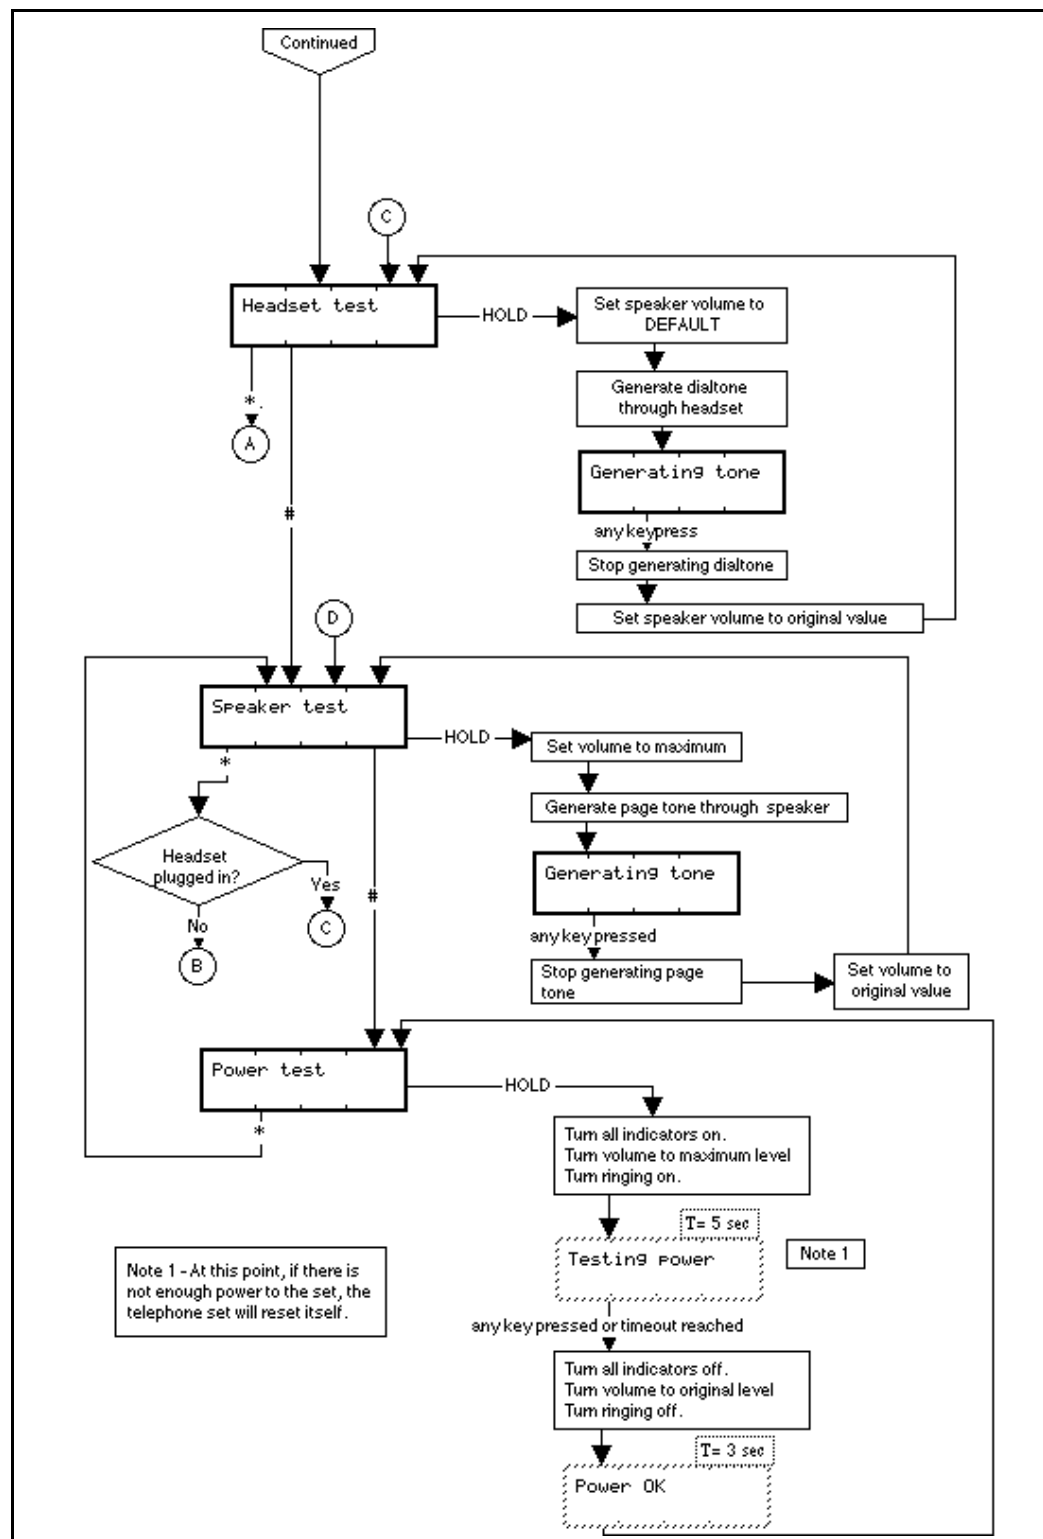 Continued
C
Headset test
HOLD
Set speaker volume to
DEFAULT
Generate dialtone
through headset
*
A
Generating tone
#
any keypress
Stop generating dialtone
Set speaker volume to original value
D
Speaker test
HOLD
Set volume to maximum
*
Generate page tone through speaker
Headset
plugged in?
Yes
No
C
B
#
Generating tone
any key pressed
Stop generating page
tone
Set volume to
original value
Power test
HOLD
*
Turn all indicators on.
Turn volume to maximum level
Turn ringing on.
T= 5 sec
Testing power
Note 1
Note 1 - At this point, if there is
not enough power to the set, the
telephone set will reset itself.
any key pressed or timeout reached
Turn all indicators off.
Turn volume to original level
Turn ringing off.
T= 3 sec
Power OK